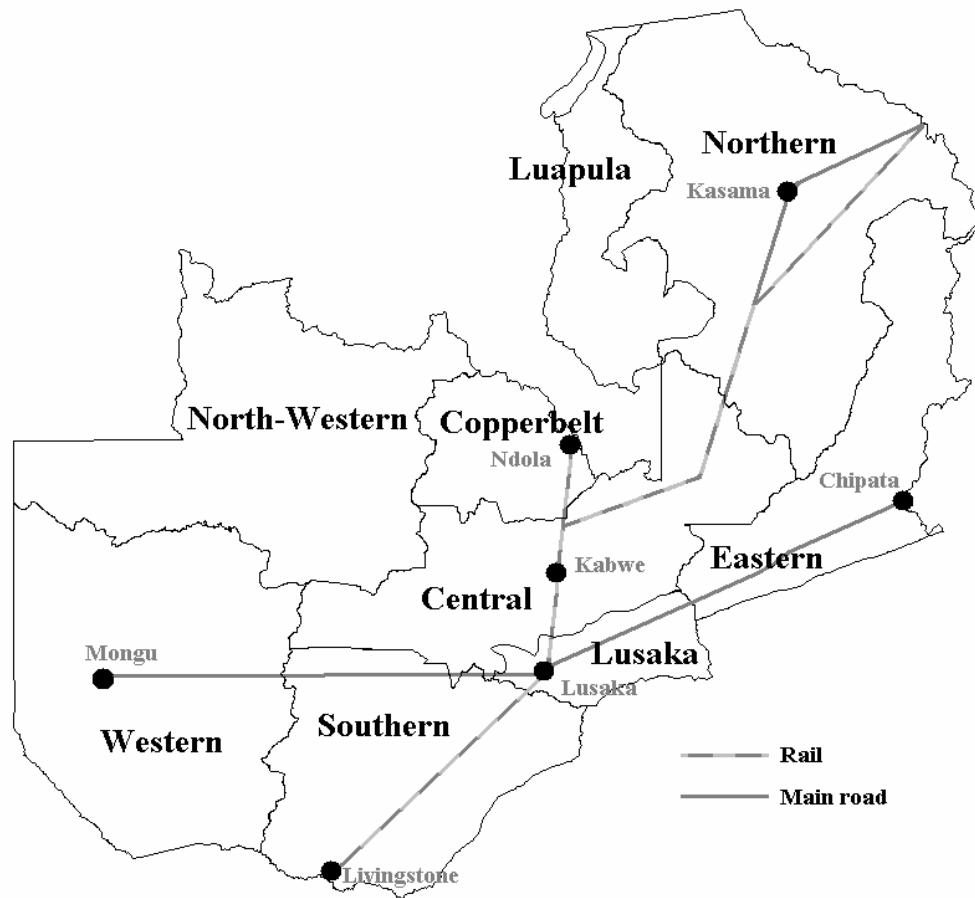 Northern
Luapula
Kasama
North-Western
Copperbelt
Ndola
Chipata
Eastern
Kabwe
Central
Mongu
Lusaka
Lusaka
Southern
Western
Rail
Main road
Livingstone